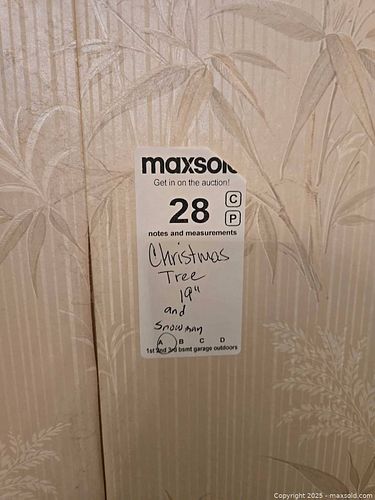 maxsold
Get in on the auction!
28
C
P
notes and measurements
Christmas
Tree
19"
and
Snowman
A B C D
1st 2nd 3rd bsmt garage outdoors
Copyright 2025 - maxsold.com